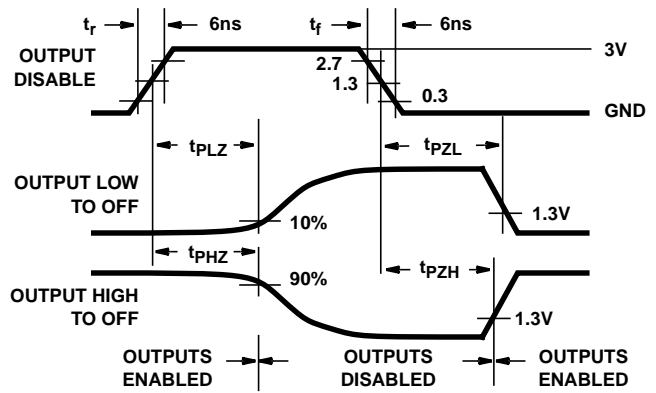 tr 6ns tf 6ns
OUTPUT
DISABLE
3V
2.7
1.3
0.3
GND
tPLZ tPZL
OUTPUT LOW
TO OFF
10%
1.3V
tPHZ tPZH
90%
OUTPUT HIGH
TO OFF
1.3V
OUTPUTS
ENABLED
OUTPUTS
DISABLED
OUTPUTS
ENABLED